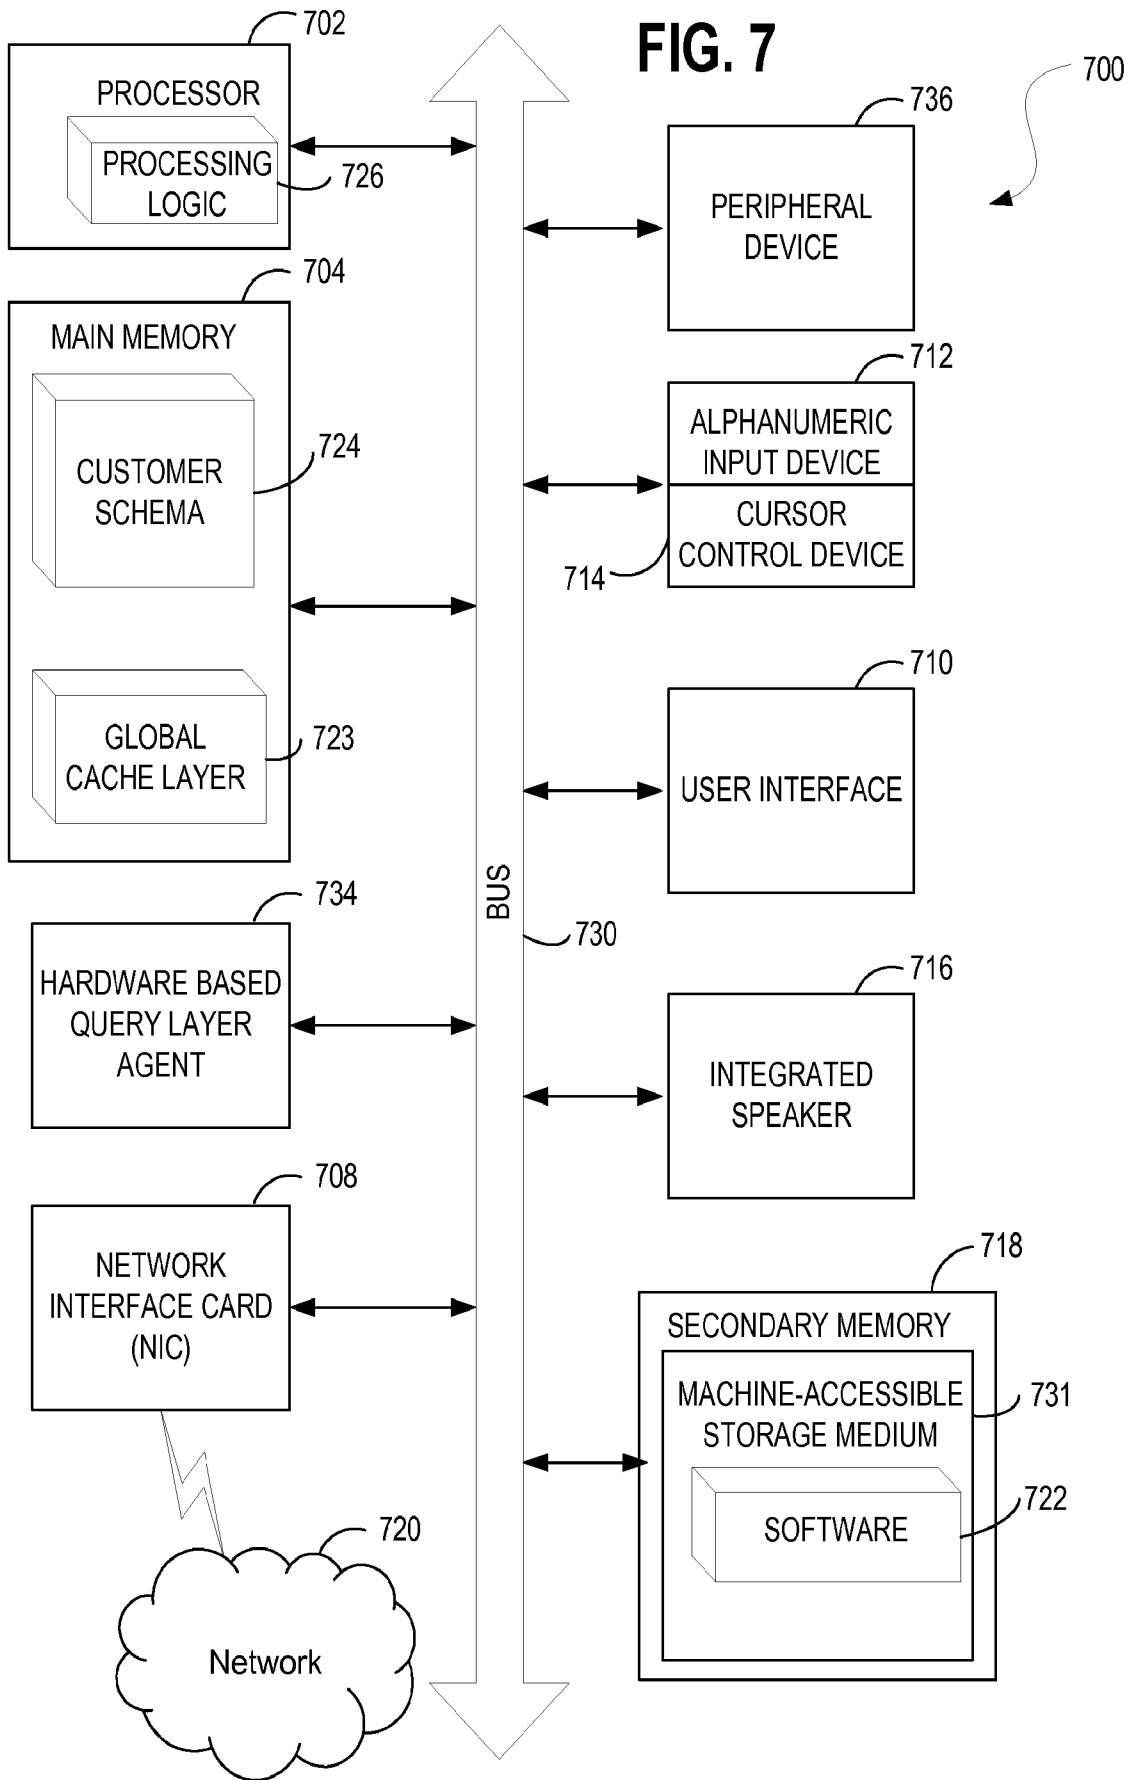 FIG. 7
700
702
PROCESSOR
PROCESSING
LOGIC
726
704
MAIN MEMORY
CUSTOMER
SCHEMA
724
GLOBAL
CACHE LAYER
723
734
HARDWARE BASED
QUERY LAYER
AGENT
708
NETWORK
INTERFACE CARD
(NIC)
720
Network
BUS
730
736
PERIPHERAL
DEVICE
712
ALPHANUMERIC
INPUT DEVICE
CURSOR
CONTROL DEVICE
714
710
USER INTERFACE
716
INTEGRATED
SPEAKER
718
SECONDARY MEMORY
MACHINE-ACCESSIBLE
STORAGE MEDIUM
731
SOFTWARE
722